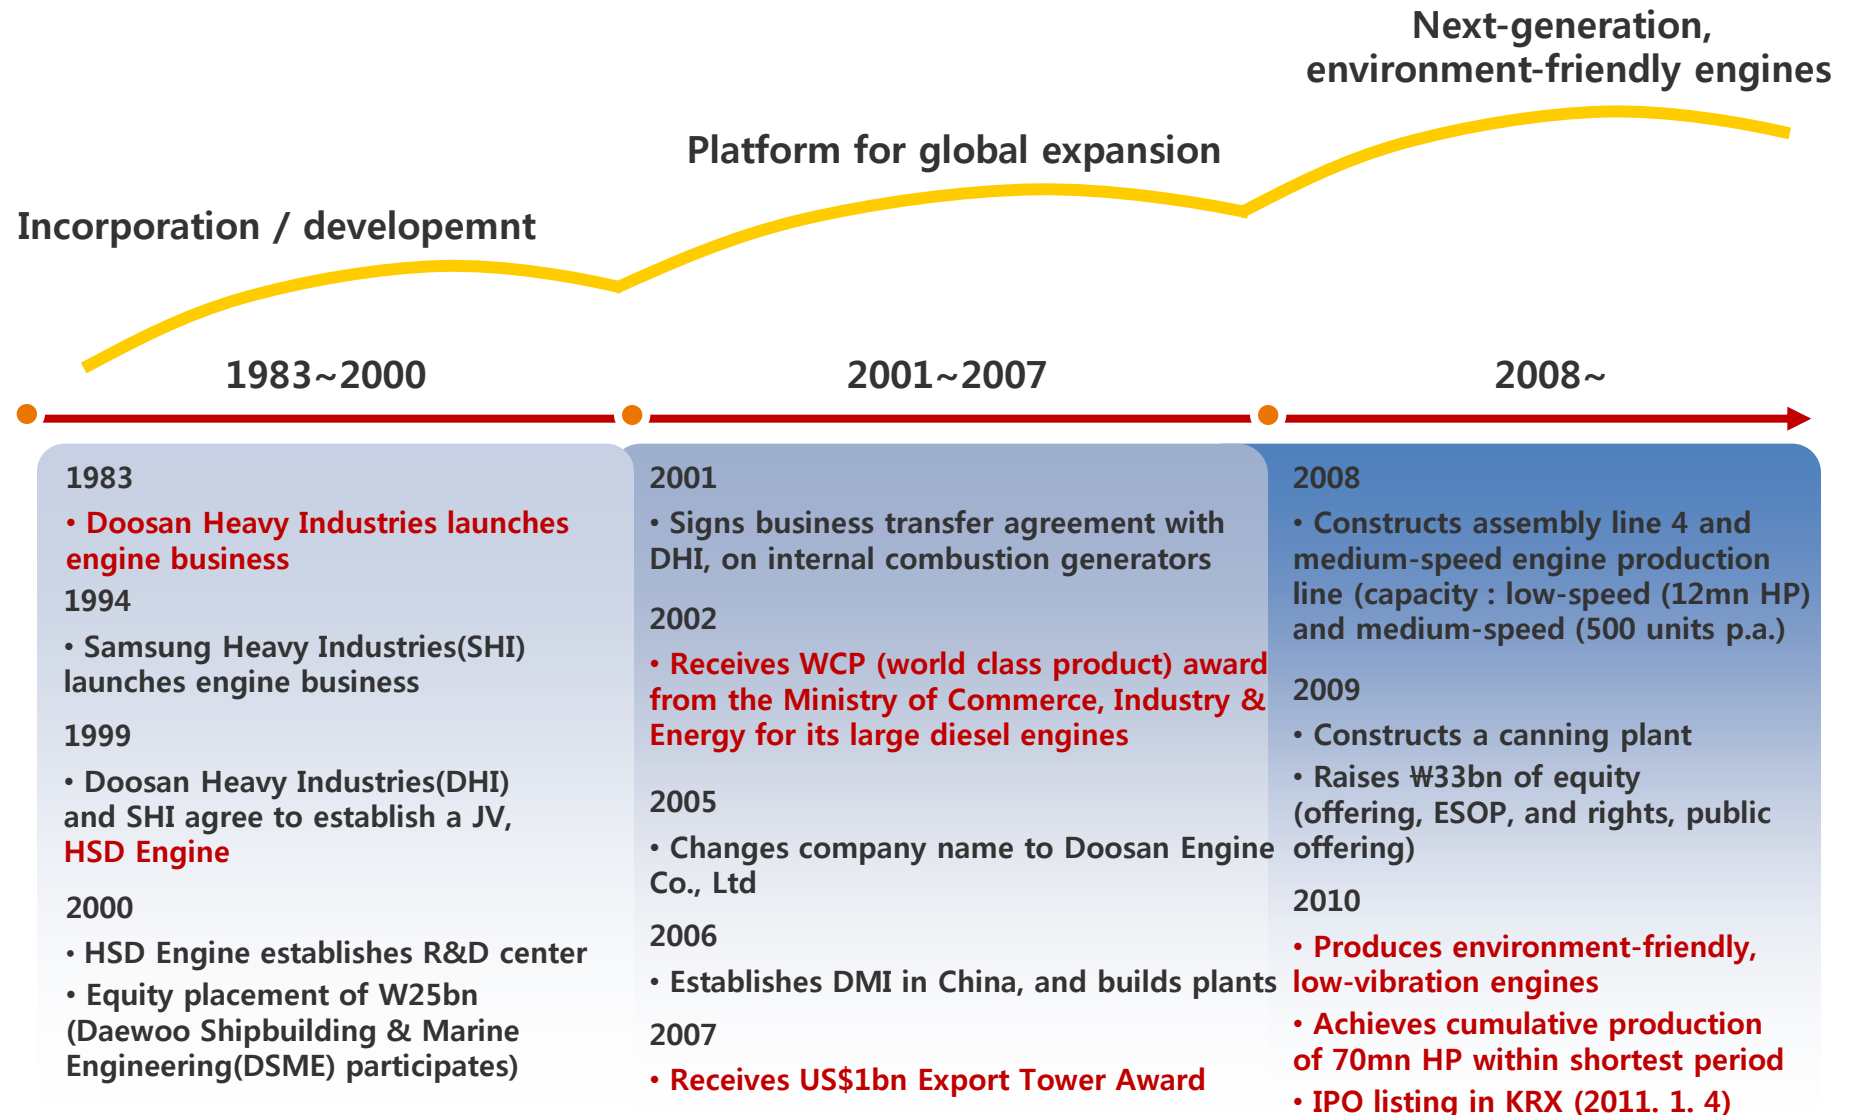 Next-generation,
environment-friendly engines
Platform for global expansion
Incorporation / developemnt
1983~2000
2001~2007
2008~
1983
• Doosan Heavy Industries launches
engine business
1994
• Samsung Heavy Industries(SHI)
launches engine business
1999
• Doosan Heavy Industries(DHI)
and SHI agree to establish a JV,
HSD Engine
2000
• HSD Engine establishes R&D center
• Equity placement of W25bn
(Daewoo Shipbuilding & Marine
Engineering(DSME) participates)
2001
• Signs business transfer agreement with
DHI, on internal combustion generators
2002
• Receives WCP (world class product) award
from the Ministry of Commerce, Industry &
Energy for its large diesel engines
2005
• Changes company name to Doosan Engine
Co., Ltd
2006
• Establishes DMI in China, and builds plants
2007
• Receives US$1bn Export Tower Award
2008
• Constructs assembly line 4 and
medium-speed engine production
line (capacity : low-speed (12mn HP)
and medium-speed (500 units p.a.)
2009
• Constructs a canning plant
• Raises ₩33bn of equity
(offering, ESOP, and rights, public
offering)
2010
• Produces environment-friendly,
low-vibration engines
• Achieves cumulative production
of 70mn HP within shortest period
• IPO listing in KRX (2011. 1. 4)